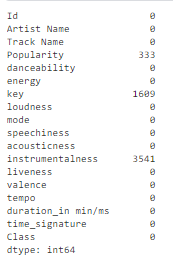 Id 0
Artist Name 0
Track Name 0
Popularity 333
danceability 0
energy 0
key 1609
loudness 0
mode 0
speechiness 0
acousticness 0
instrumentalness 3541
liveness 0
valence 0
tempo 0
duration_in min/ms 0
time_signature 0
Class 0
dtype: int64